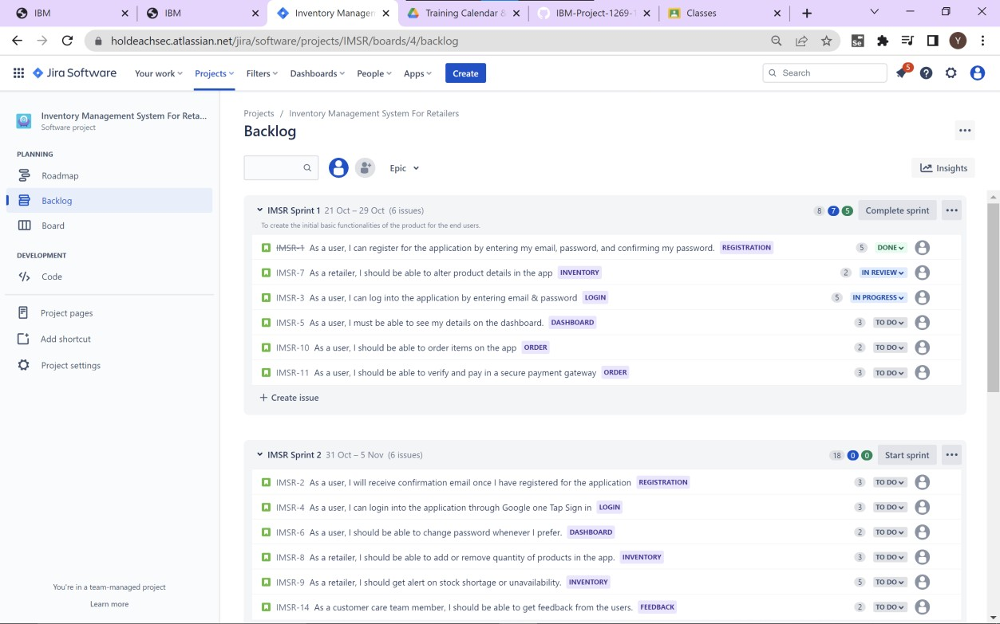 IBM
IBM
Inventory Managem
Training Calendar &
IBM-Project-1269-1
Classes
holdeachsec.atlassian.net/jira/software/projects/IMSR/boards/4/backlog
Se
Y
Jira Software
Your work
Projects
Filters
Dashboards
People
Apps
Create
Search
5
Inventory Management System For Reta...
Software project
PLANNING
Roadmap
Backlog
Board
DEVELOPMENT
Code
Project pages
Add shortcut
Project settings
You're in a team-managed project
Learn more
Projects / Inventory Management System For Retailers
Backlog
Epic
Insights
IMSR Sprint 1 21 Oct – 29 Oct (6 issues) 8 7 5 Complete sprint
To create the initial basic functionalities of the product for the end users.
IMSR-1 As a user, I can register for the application by entering my email, password, and confirming my password. REGISTRATION 5 DONE
IMSR-7 As a retailer, I should be able to alter product details in the app INVENTORY 2 IN REVIEW
IMSR-3 As a user, I can log into the application by entering email & password LOGIN 5 IN PROGRESS
IMSR-5 As a user, I must be able to see my details on the dashboard. DASHBOARD 3 TO DO
IMSR-10 As a user, I should be able to order items on the app ORDER 2 TO DO
IMSR-11 As a user, I should be able to verify and pay in a secure payment gateway ORDER 3 TO DO
+ Create issue
IMSR Sprint 2 31 Oct – 5 Nov (6 issues) 18 0 0 Start sprint
IMSR-2 As a user, I will receive confirmation email once I have registered for the application REGISTRATION 3 TO DO
IMSR-4 As a user, I can login into the application through Google one Tap Sign in LOGIN 3 TO DO
IMSR-6 As a user, I should be able to change password whenever I prefer. DASHBOARD 2 TO DO
IMSR-8 As a retailer, I should be able to add or remove quantity of products in the app. INVENTORY 3 TO DO
IMSR-9 As a retailer, I should get alert on stock shortage or unavailability. INVENTORY 5 TO DO
IMSR-14 As a customer care team member, I should be able to get feedback from the users. FEEDBACK 2 TO DO